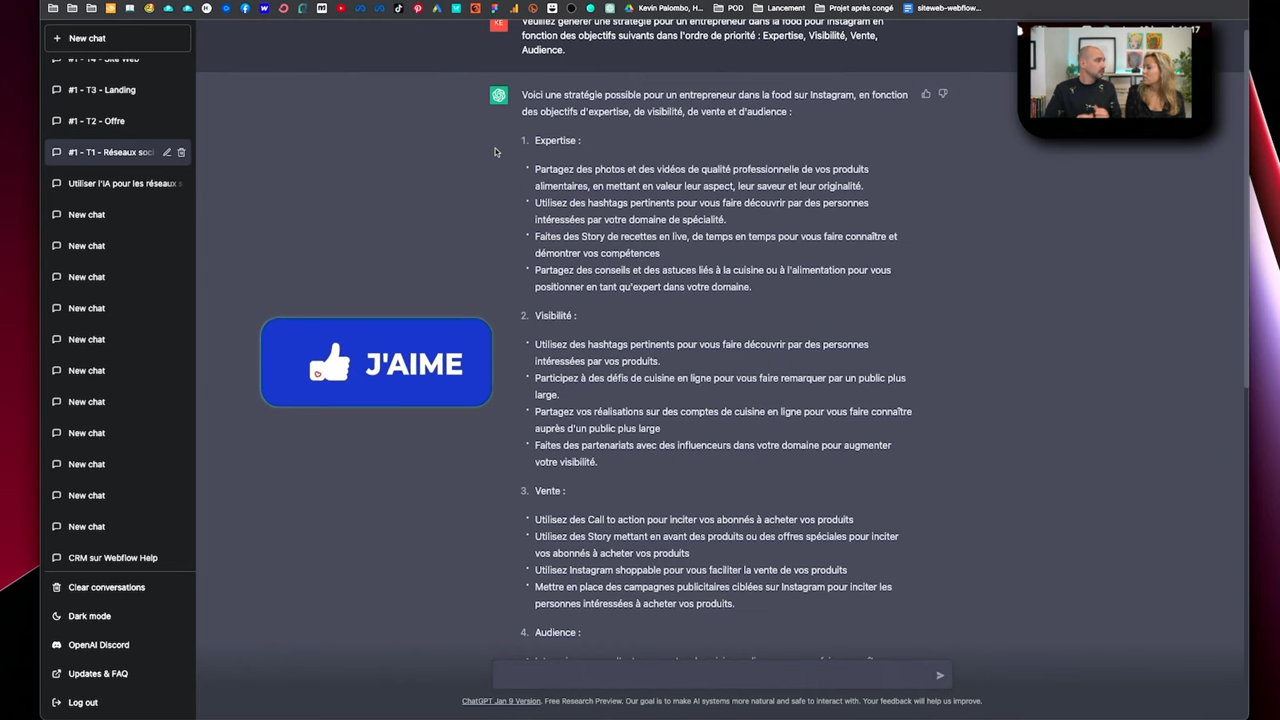 Kevin Palombo, H...
POD
Lancement
Projet après congé
siteweb-webflow...
New chat
#1 - T4 - Site Web
#1 - T3 - Landing
#1 - T2 - Offre
#1 - T1 - Réseaux soci
Utiliser l'IA pour les réseaux s
New chat
New chat
New chat
New chat
New chat
New chat
New chat
New chat
New chat
New chat
New chat
CRM sur Webflow Help
Clear conversations
Dark mode
OpenAI Discord
Updates & FAQ
Log out
KE
Veuillez générer une stratégie pour un entrepreneur dans la food pour Instagram en
fonction des objectifs suivants dans l'ordre de priorité : Expertise, Visibilité, Vente,
Audience.
Voici une stratégie possible pour un entrepreneur dans la food sur Instagram, en fonction
des objectifs d'expertise, de visibilité, de vente et d'audience :
1. Expertise :
• Partagez des photos et des vidéos de qualité professionnelle de vos produits
alimentaires, en mettant en valeur leur aspect, leur saveur et leur originalité.
• Utilisez des hashtags pertinents pour vous faire découvrir par des personnes
intéressées par votre domaine de spécialité.
• Faites des Story de recettes en live, de temps en temps pour vous faire connaître et
démontrer vos compétences
• Partagez des conseils et des astuces liés à la cuisine ou à l'alimentation pour vous
positionner en tant qu'expert dans votre domaine.
2. Visibilité :
• Utilisez des hashtags pertinents pour vous faire découvrir par des personnes
intéressées par vos produits.
• Participez à des défis de cuisine en ligne pour vous faire remarquer par un public plus
large.
• Partagez vos réalisations sur des comptes de cuisine en ligne pour vous faire connaître
auprès d'un public plus large
• Faites des partenariats avec des influenceurs dans votre domaine pour augmenter
votre visibilité.
3. Vente :
• Utilisez des Call to action pour inciter vos abonnés à acheter vos produits
• Utilisez des Story mettant en avant des produits ou des offres spéciales pour inciter
vos abonnés à acheter vos produits
• Utilisez Instagram shoppable pour vous faciliter la vente de vos produits
• Mettre en place des campagnes publicitaires ciblées sur Instagram pour inciter les
personnes intéressées à acheter vos produits.
4. Audience :
J'AIME
ChatGPT Jan 9 Version. Free Research Preview. Our goal is to make AI systems more natural and safe to interact with. Your feedback will help us improve.